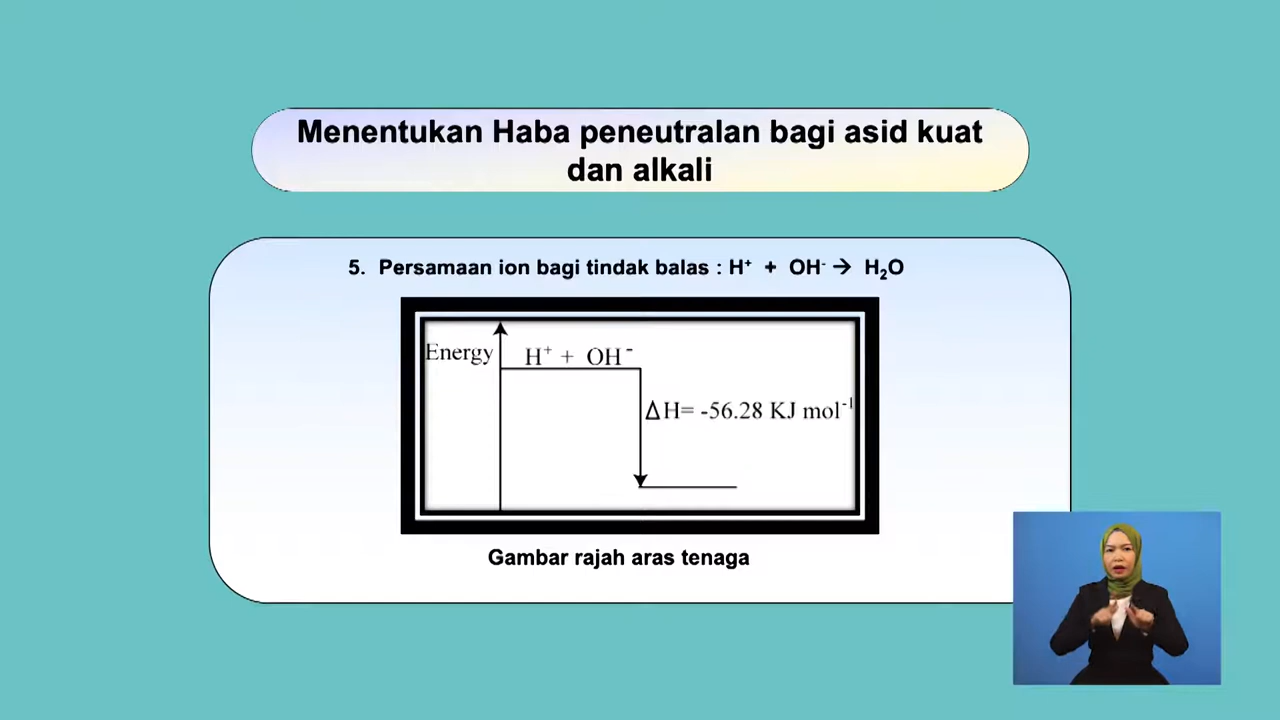 Menentukan Haba peneutralan bagi asid kuat
dan alkali
5. Persamaan ion bagi tindak balas : H⁺ + OH⁻ → H₂O
Energy
H⁺ + OH⁻
ΔH= -56.28 KJ mol⁻¹
Gambar rajah aras tenaga